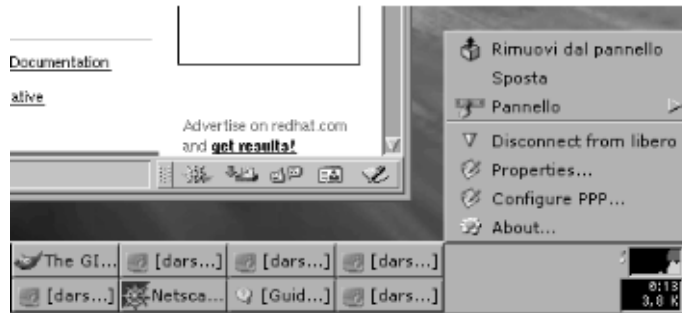 Documentation
ative
Advertise on redhat.com
and get results!
Rimuovi dal pannello
Sposta
Pannello
Disconnect from libero
Properties...
Configure PPP...
About...
The GI... [dars...] [dars...] [dars...]
[dars...] Netsca... [Guid...] [dars...]
0:13
3,8 K